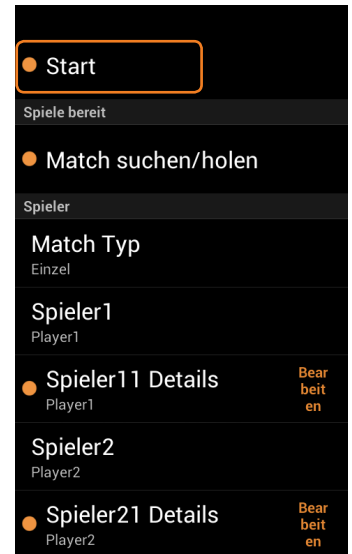 Start
Spiele bereit
Match suchen/holen
Spieler
Match Typ
Einzel
Spieler1
Player1
Spieler11 Details
Player1
Bear
beit
en
Spieler2
Player2
Spieler21 Details
Player2
Bear
beit
en